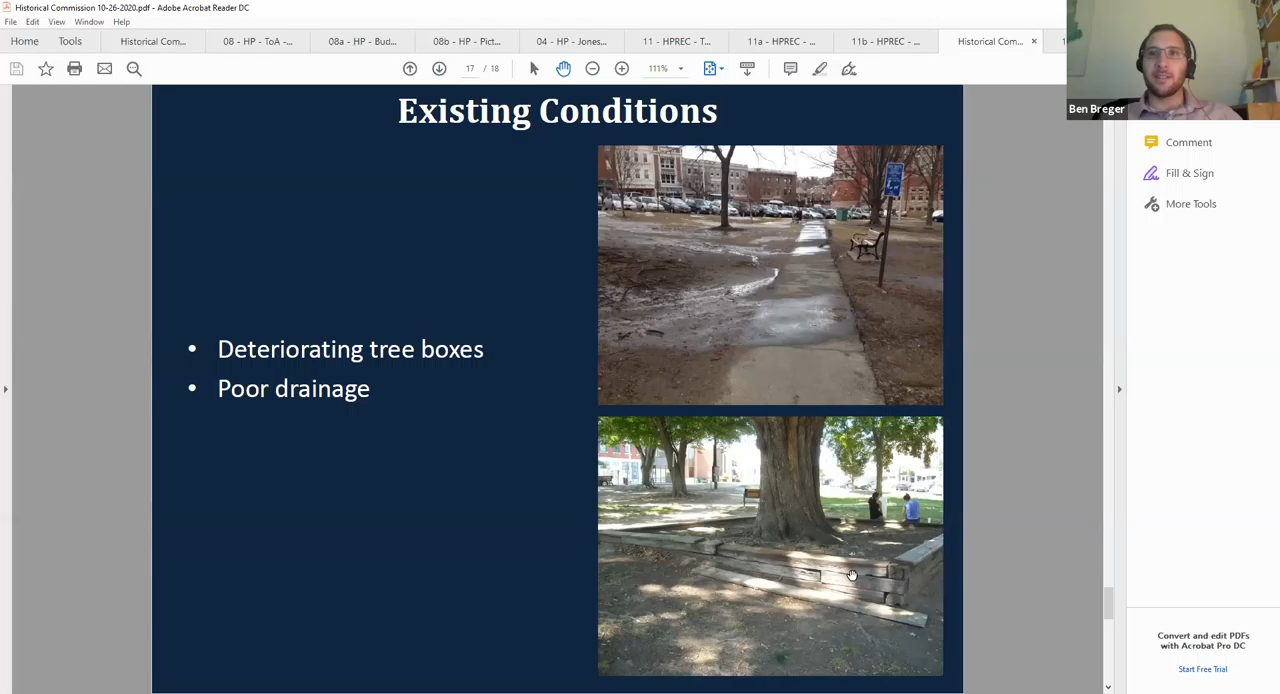 Historical Commission 10-26-2020.pdf - Adobe Acrobat Reader DC
File Edit View Window Help
Home Tools Historical Com... 08 - HP - ToA -... 08a - HP - Bud... 08b - HP - Pict... 04 - HP - Jones... 11 - HPREC - T... 11a - HPREC - ... 11b - HPREC - ... Historical Com... ×
17 / 18 111%
Ben Breger
Existing Conditions
• Deteriorating tree boxes
• Poor drainage
Comment
Fill & Sign
More Tools
Convert and edit PDFs
with Acrobat Pro DC
Start Free Trial